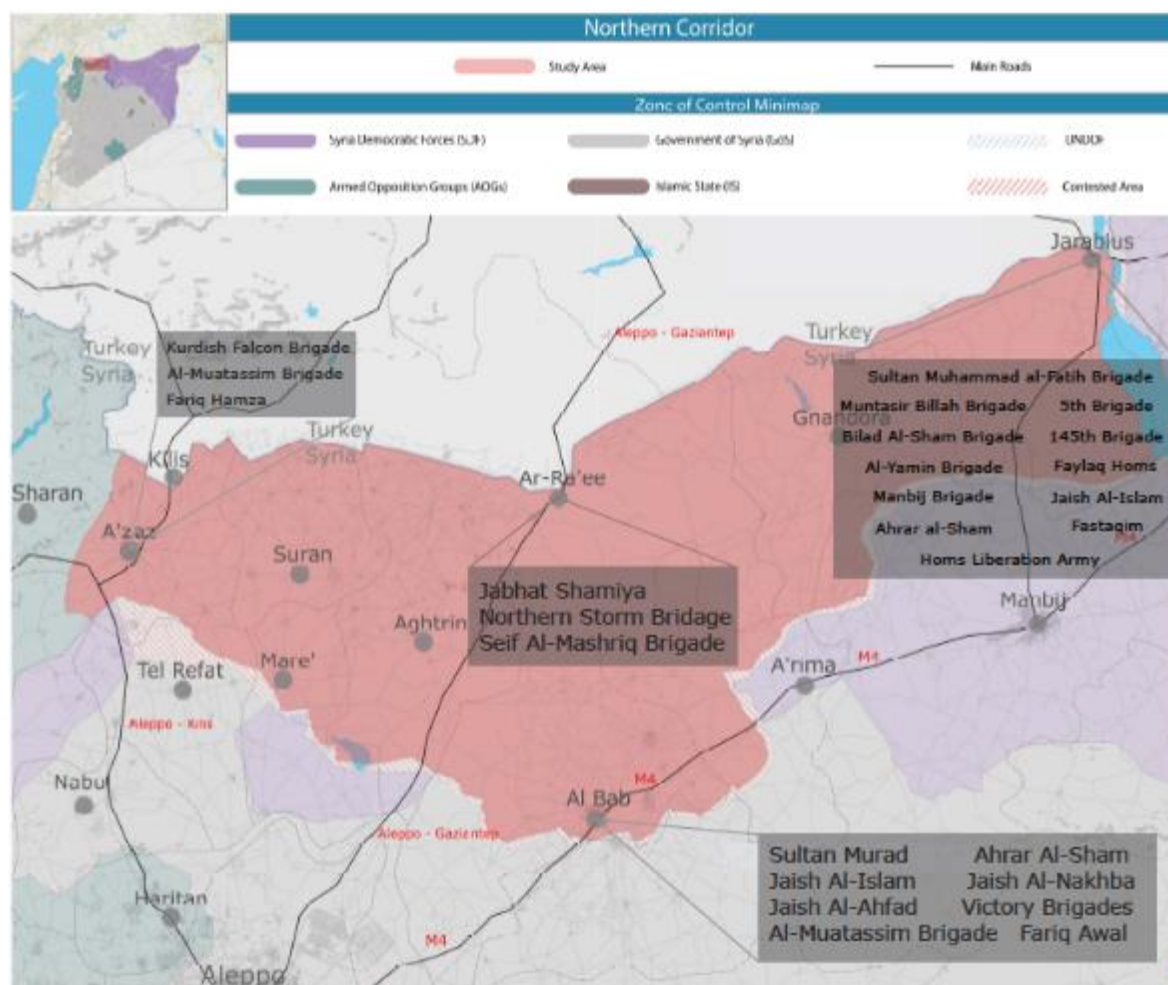 Northern Corridor
Study Area
Main Roads
Zone of Control Minimap
Syria Democratic Forces (SDF)
Government of Syria (GoS)
UNDOF
Armed Opposition Groups (AOGs)
Islamic State (IS)
Contested Area
Jarablus
Aleppo - Gaziantep
Turkey
Syria
Kurdish Falcon Brigade
Al-Muatassim Brigade
Fariq Hamza
Turkey
Syria
Sultan Muhammad al-Fatih Brigade
Muntasir Billah Brigade 5th Brigade
Gnandora
Bilad Al-Sham Brigade 145th Brigade
Al-Yamin Brigade Faylaq Homs
Manbij Brigade Jaish Al-Islam
Ahrar al-Sham Fastaqim
M4
Homs Liberation Army
Turkey
Syria
Kilis
Ar-Ra'ee
Sharan
A'zaz
Suran
Jabhat Shamiya
Northern Storm Bridage
Seif Al-Mashriq Brigade
Aghtrin
Manbij
Mare'
Tel Refat
A'rima
M4
Aleppo - Kilis
Nabul
M4
Al Bab
Aleppo - Gaziantep
Sultan Murad Ahrar Al-Sham
Jaish Al-Islam Jaish Al-Nakhba
Jaish Al-Ahfad Victory Brigades
Al-Muatassim Brigade Fariq Awal
Haritan
M4
Aleppo